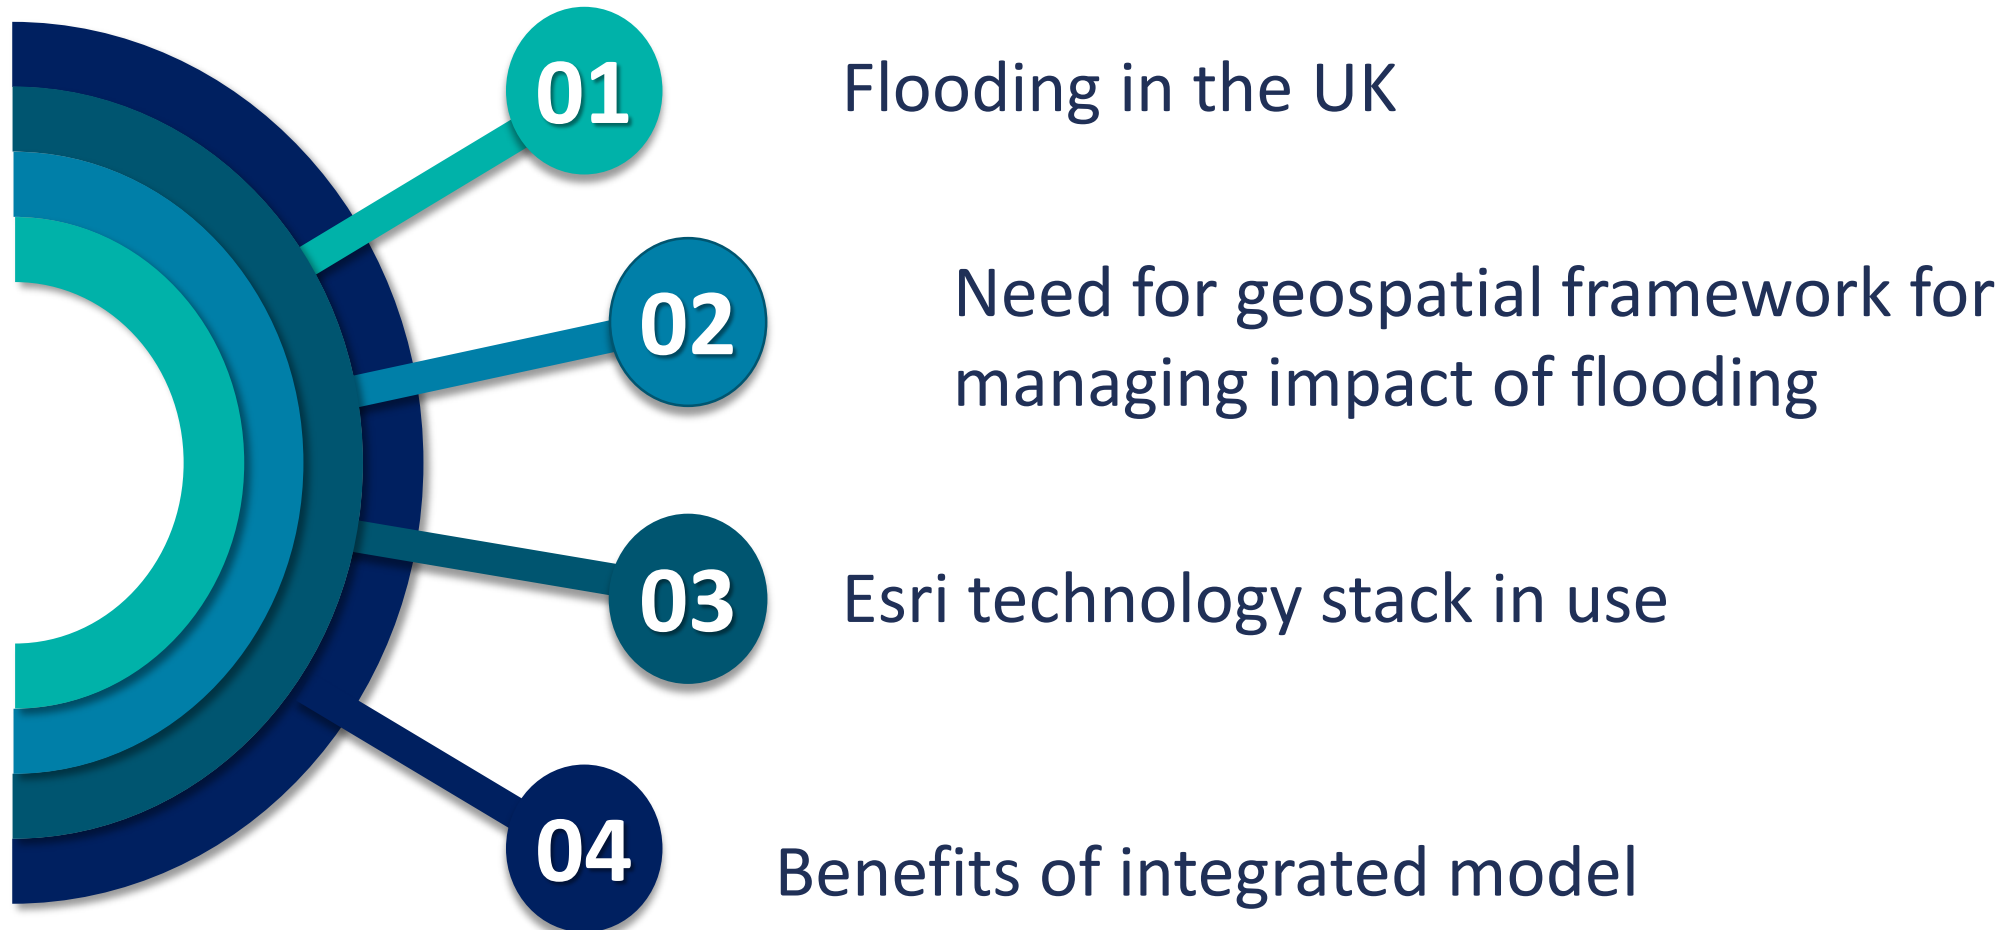 01
Flooding in the UK
02
Need for geospatial framework for
managing impact of flooding
03
Esri technology stack in use
04
Benefits of integrated model